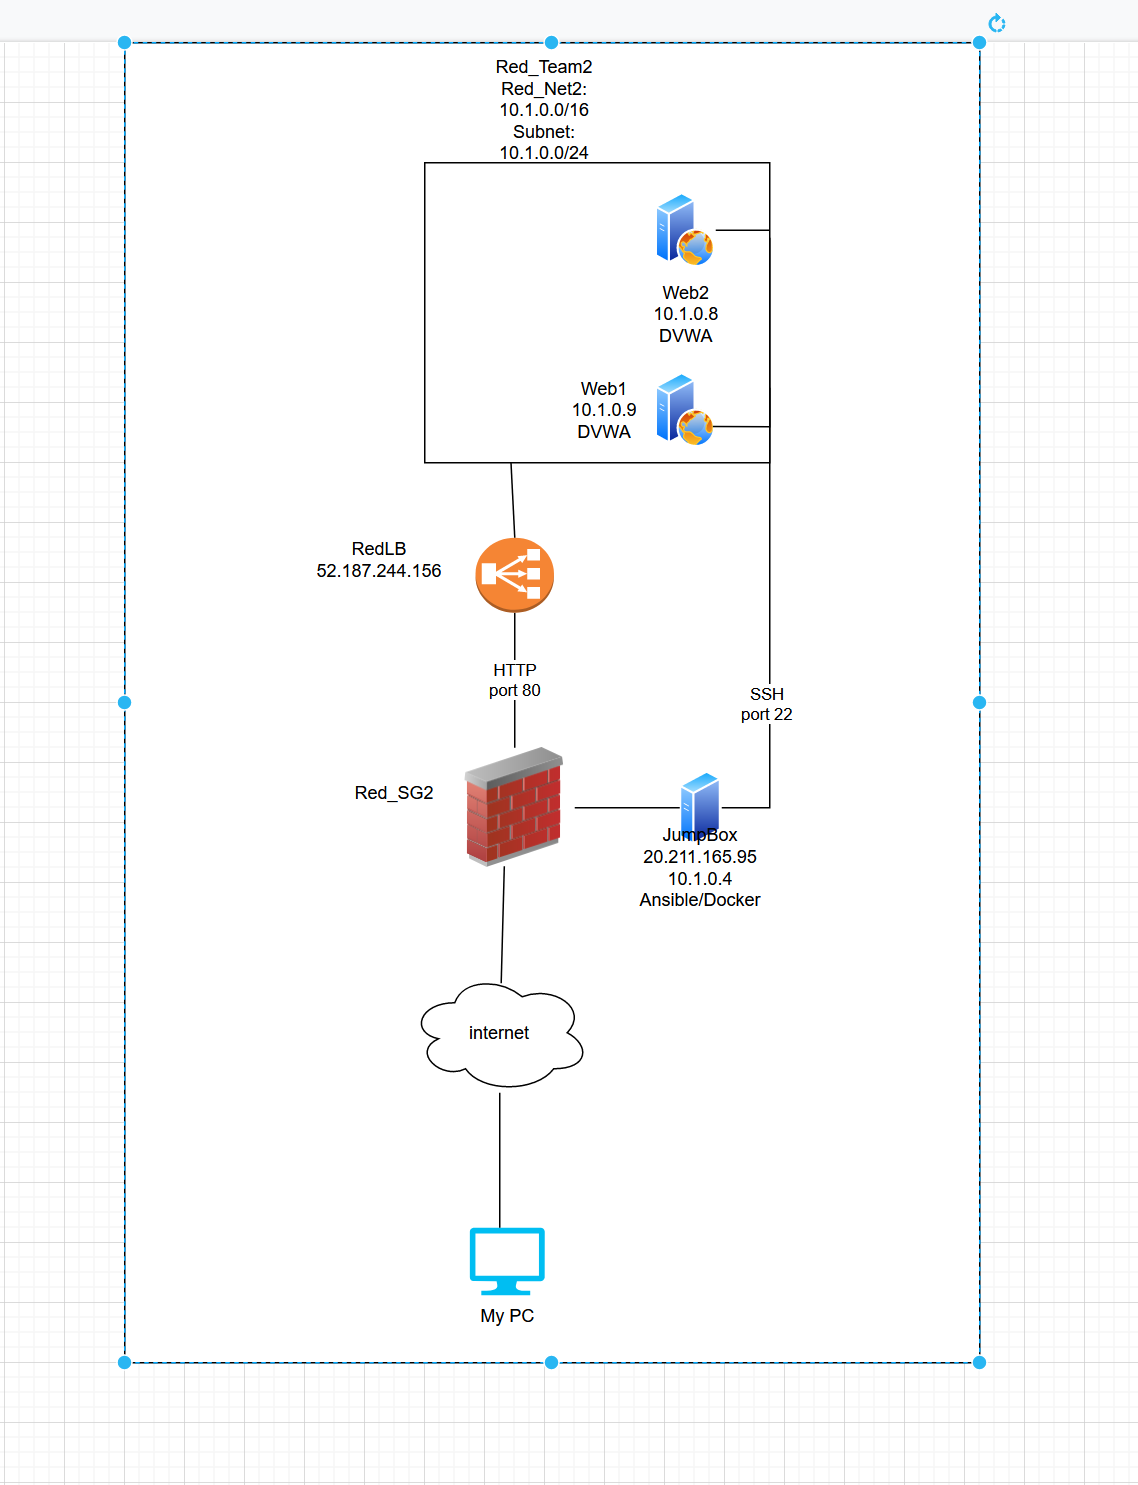 Red_Team2
Red_Net2:
10.1.0.0/16
Subnet:
10.1.0.0/24
Web2
10.1.0.8
DVWA
Web1
10.1.0.9
DVWA
RedLB
52.187.244.156
HTTP
port 80
SSH
port 22
Red_SG2
JumpBox
20.211.165.95
10.1.0.4
Ansible/Docker
internet
My PC